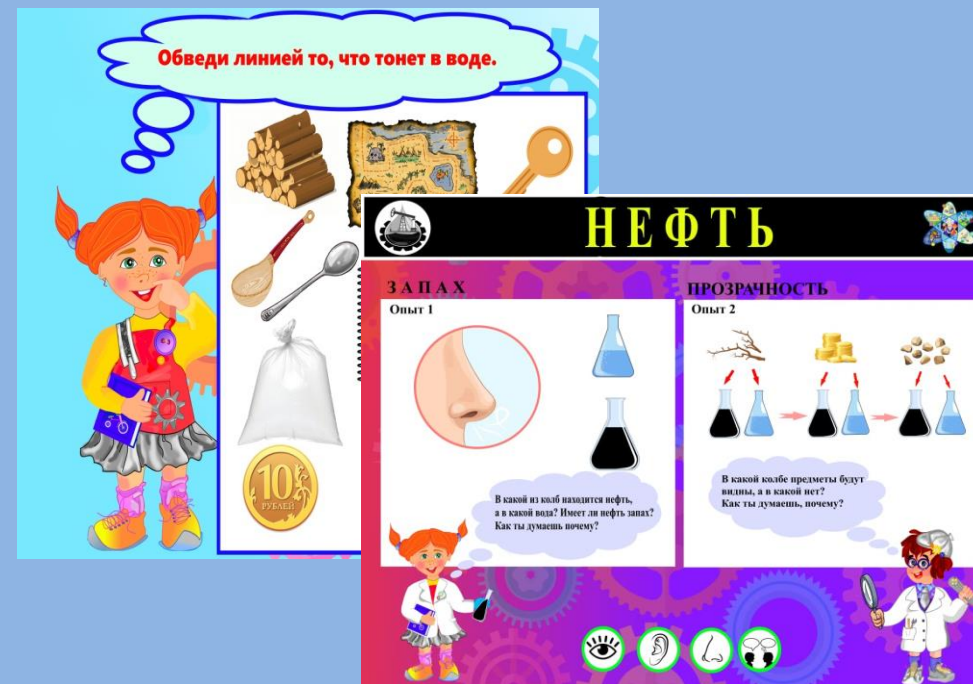 Обведи линией то, что тонет в воде.
10
РУБЛЕЙ
НЕФТЬ
ЗАПАХ
Опыт 1
В какой из колб находится нефть,
а в какой вода? Имеет ли нефть запах?
Как ты думаешь почему?
ПРОЗРАЧНОСТЬ
Опыт 2
В какой колбе предметы будут
видны, а в какой нет?
Как ты думаешь, почему?